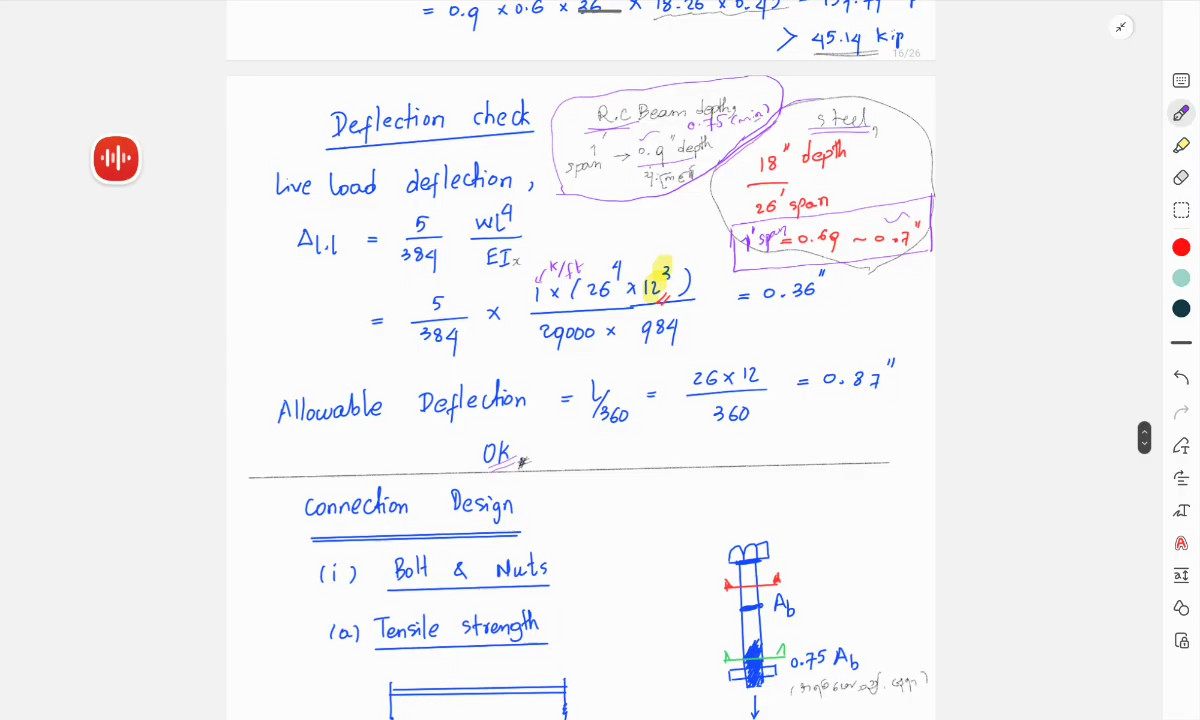 = 0.9 × 0.6 × 36 × 18.26 × 0.45
> 45.14 kip
16/26
Deflection check
R.C Beam depth,
0.75 (min)
1' span → 0.9" depth
steel,
18" depth
26' span
1' span = 0.69 ~ 0.7"
Live Load deflection,
Δl.l = 5/384 wl⁴/EIx
k/ft
= 5/384 × 1 × (26⁴ × 12³)/29000 × 984 = 0.36"
Allowable Deflection = L/360 = 26 × 12/360 = 0.87"
OK
Connection Design
(i) Bolt & Nuts
(a) Tensile strength
Ab
0.75 Ab